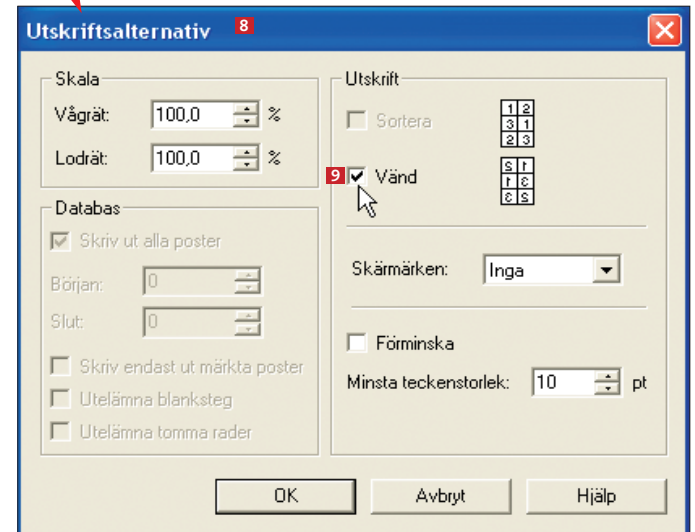 Utskriftsalternativ 8
Skala
Vågrät: 100,0 %
Lodrät: 100,0 %
Databas
Skriv ut alla poster
Början: 0
Slut: 0
Skriv endast ut märkta poster
Utelämna blanksteg
Utelämna tomma rader
Utskrift
Sortera
1 2
3 1
2 3
9 Vänd
Skärmärken: Inga
Förminska
Minsta teckenstorlek: 10 pt
OK Avbryt Hjälp